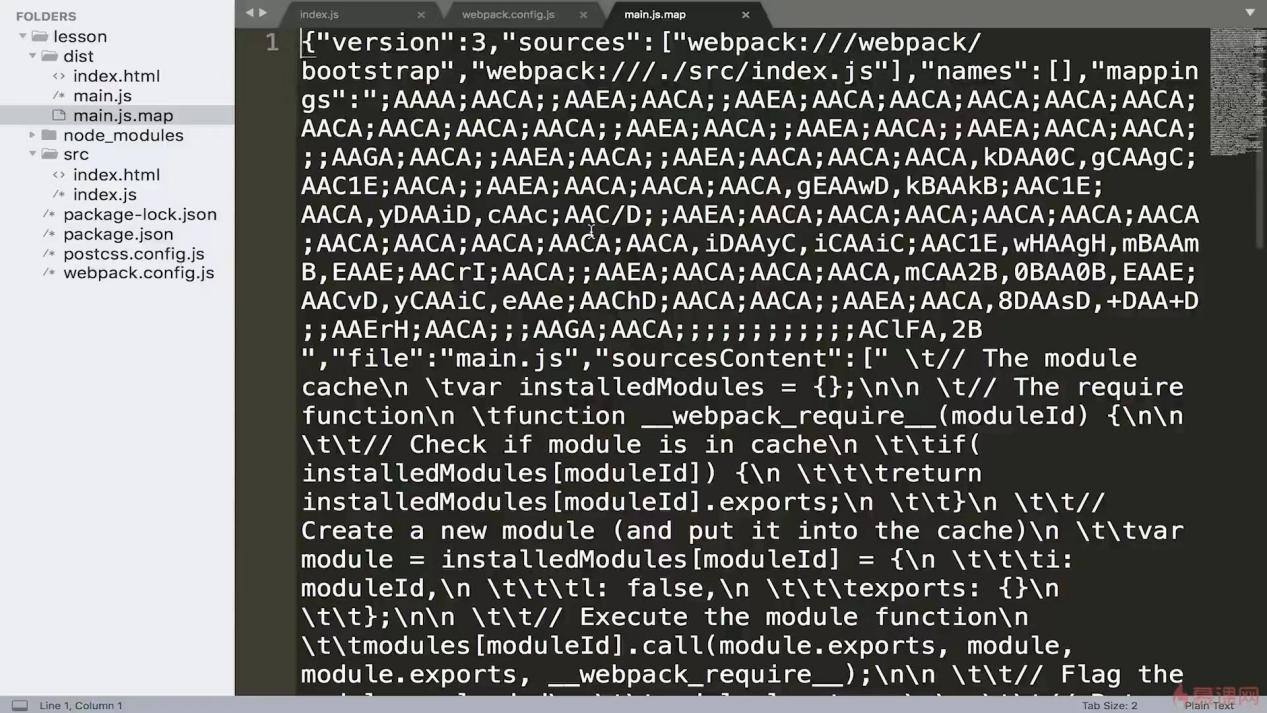 FOLDERS
lesson
dist
index.html
main.js
main.js.map
node_modules
src
index.html
index.js
package-lock.json
package.json
postcss.config.js
webpack.config.js
index.js
webpack.config.js
main.js.map
1
{"version":3,"sources":["webpack:///webpack/
bootstrap","webpack:///./src/index.js"],"names":[],"mappin
gs":";AAAA;AACA;;AAEA;AACA;;AAEA;AACA;AACA;AACA;AACA;
AACA;AACA;AACA;AACA;;AAEA;AACA;;AAEA;AACA;;AAEA;AACA;
;;AAGA;AACA;;AAEA;AACA;;AAEA;AACA;AACA;AACA,kDAA0C,gCAAgC;
AAC1E;AACA;;AAEA;AACA;AACA;AACA,gEAAwD,kBAAkB;AAC1E;
AACA,yDAAiD,cAAc;AAC/D;;AAEA;AACA;AACA;AACA;AACA;AACA
;AACA;AACA;AACA;AACA;AACA,iDAAyC,iCAAiC;AAC1E,wHAAgH,mBAAm
B,EAAE;AACrI;AACA;;AAEA;AACA;AACA;AACA,mCAA2B,0BAA0B,EAAE;
AACvD,yCAAiC,eAAe;AAChD;AACA;AACA;;AAEA;AACA,8DAAsD,+DAA+D
;;AAErH;AACA;;;AAGA;AACA;;;;;;;;;;;;AClFA,2B
","file":"main.js","sourcesContent":[" \t// The module
cache\n \tvar installedModules = {};\n\n \t// The require
function\n \tfunction __webpack_require__(moduleId) {\n\n
\t\t// Check if module is in cache\n \t\tif(
installedModules[moduleId]) {\n \t\t\treturn
installedModules[moduleId].exports;\n \t\t}\n \t\t//
Create a new module (and put it into the cache)\n \t\tvar
module = installedModules[moduleId] = {\n \t\t\ti:
moduleId,\n \t\t\tl: false,\n \t\t\texports: {}\n
\t\t};\n\n \t\t// Execute the module function\n
\t\tmodules[moduleId].call(module.exports, module,
module.exports, __webpack_require__);\n\n \t\t// Flag the
Line 1, Column 1
Tab Size: 2
Plain Text
慕课网